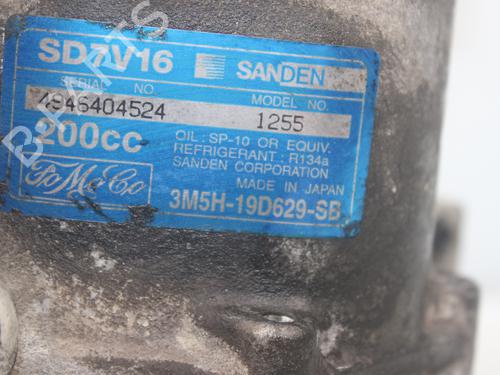 SD7V16 SANDEN
SERIAL NO MODEL NO.
4946404524 1255
200cc OIL : SP-10 OR EQUIV.
REFRIGERANT : R134a
SANDEN CORPORATION
MADE IN JAPAN
FoMoCo 3M5H-19D629-SB